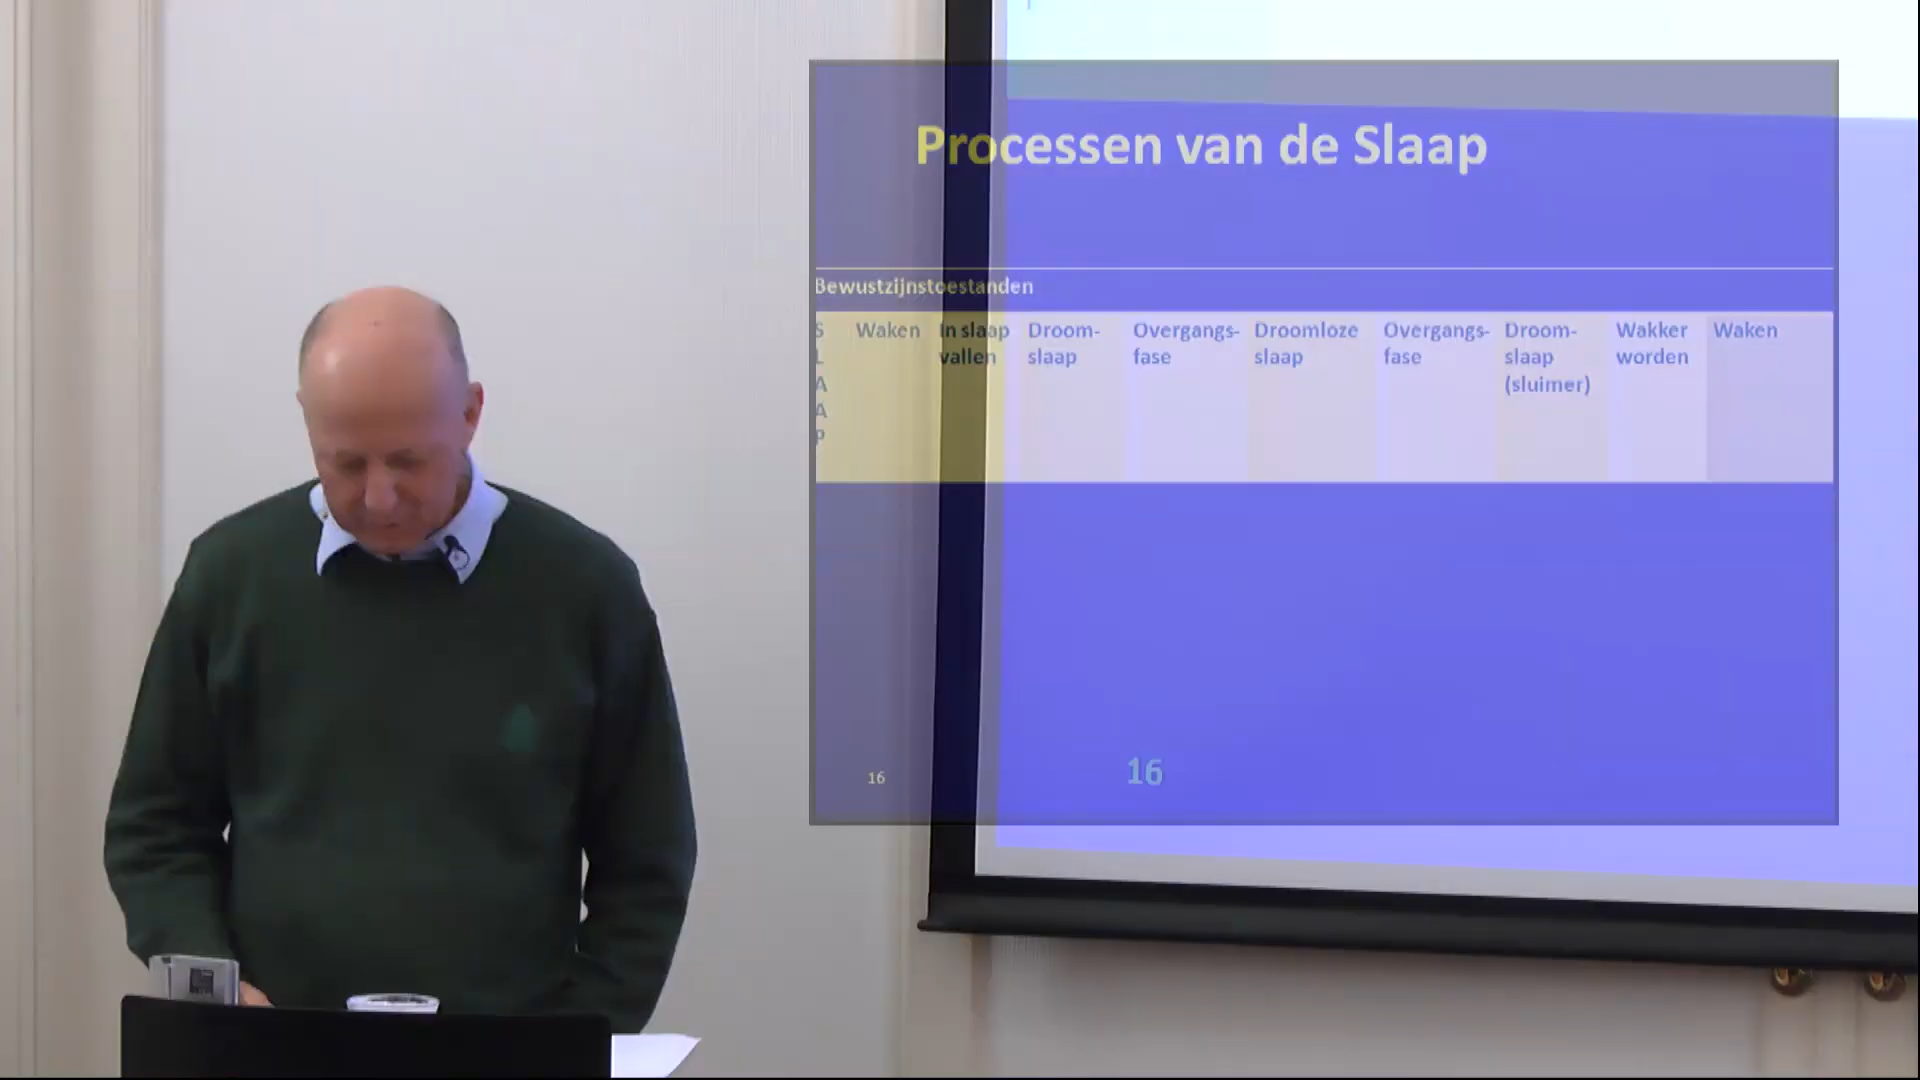 Processen van de Slaap
Bewustzijnstoestanden
S
L
A
A
P
Waken
In slaap
vallen
Droom-
slaap
Overgangs-
fase
Droomloze
slaap
Overgangs-
fase
Droom-
slaap
(sluimer)
Wakker
worden
Waken
16
16